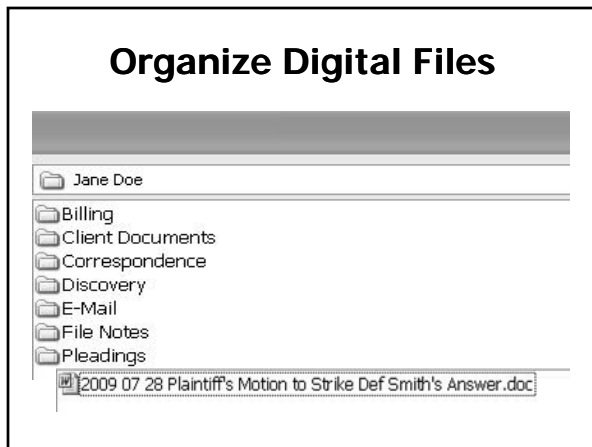 Organize Digital Files
Jane Doe
Billing
Client Documents
Correspondence
Discovery
E-Mail
File Notes
Pleadings
2009 07 28 Plaintiff's Motion to Strike Def Smith's Answer.doc